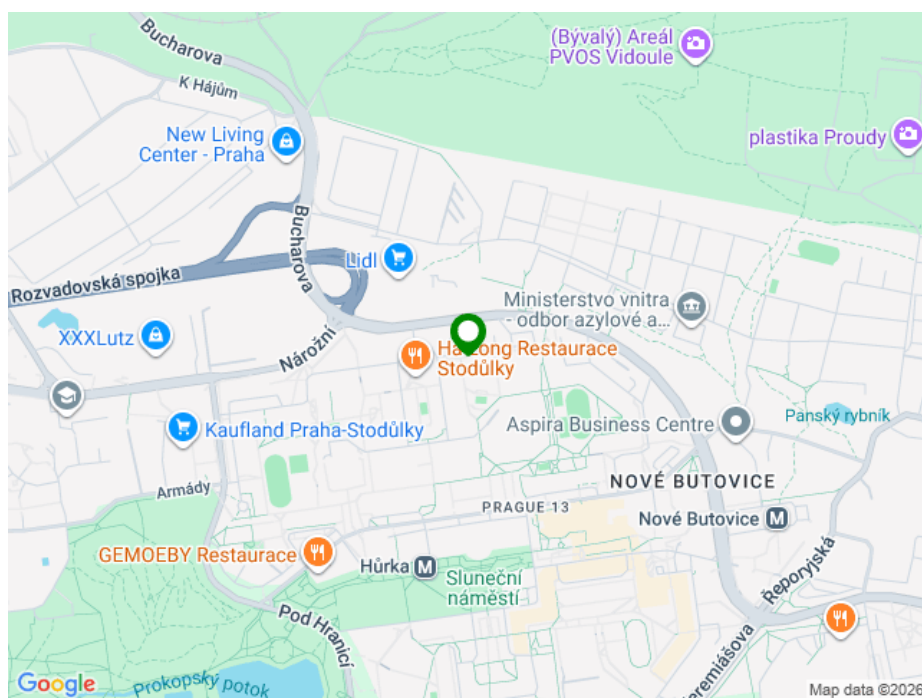 Bucharova
(Bývalý) Areál
PVOS Vidoule
K Hájům
New Living
Center - Praha
plastika Proudy
Bucharova
Lidl
Rozvadovská spojka
Ministerstvo vnitra
- odbor azylové a...
XXXLutz
Nárožní
Restaurace
Stodůlky
Aspira Business Centre
Panský rybník
Kaufland Praha-Stodůlky
NOVÉ BUTOVICE
Armády
PRAGUE 13
Nové Butovice M
GEMOEBY Restaurace
Hůrka M
Sluneční
náměstí
Řeporyjská
Pod Hranicí
Jeremiášova
Prokopský potok
Google
Map data ©2026